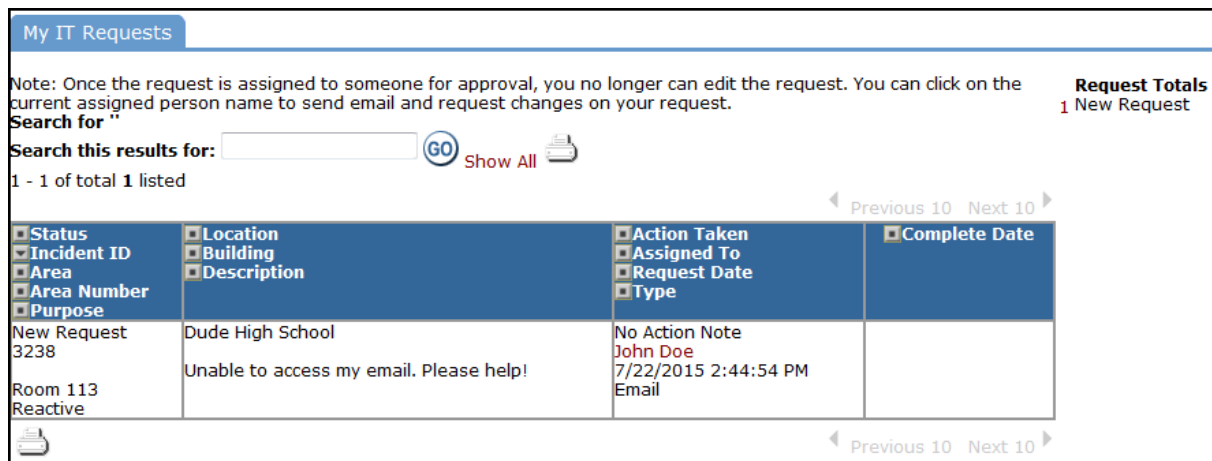 My IT Requests
Note: Once the request is assigned to someone for approval, you no longer can edit the request. You can click on the
current assigned person name to send email and request changes on your request.
Request Totals
1 New Request
Search for ''
Search this results for:
GO
Show All
1 - 1 of total 1 listed
Previous 10 Next 10
Status
Incident ID
Area
Area Number
Purpose
Location
Building
Description
Action Taken
Assigned To
Request Date
Type
Complete Date
New Request
3238
Room 113
Reactive
Dude High School
Unable to access my email. Please help!
No Action Note
John Doe
7/22/2015 2:44:54 PM
Email
Previous 10 Next 10